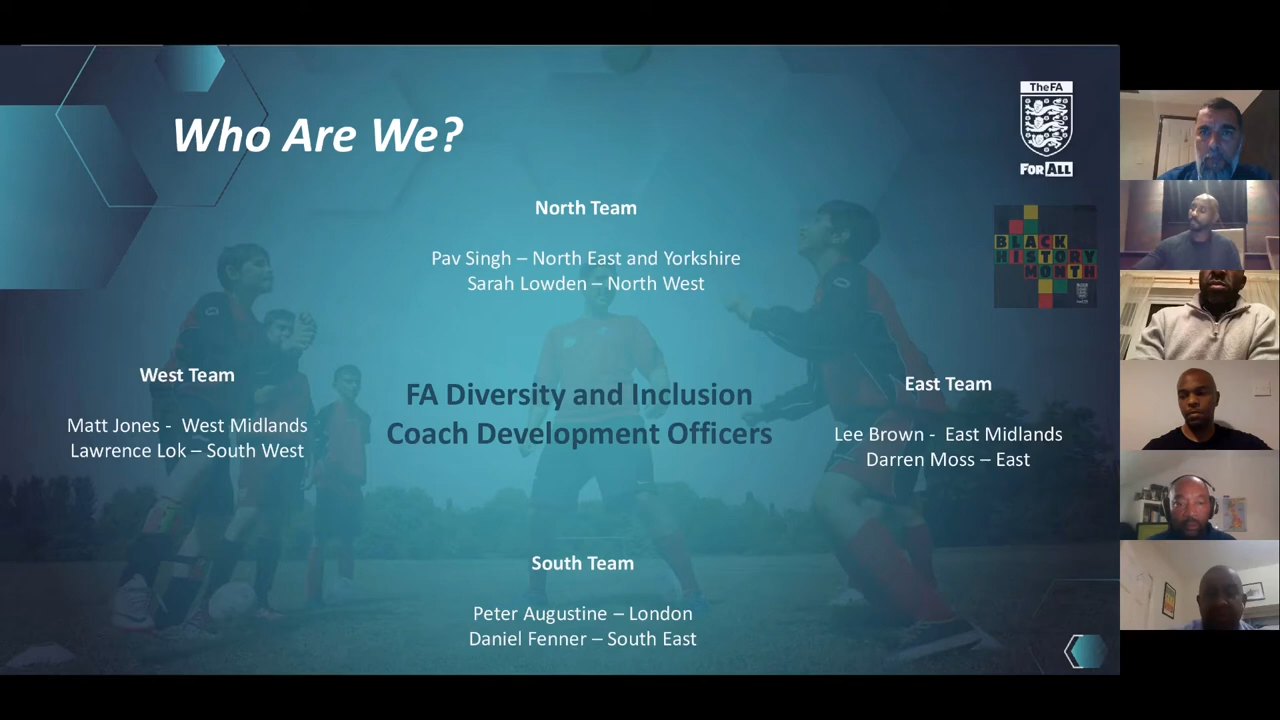 Who Are We?
TheFA
FOR ALL
North Team
Pav Singh – North East and Yorkshire
Sarah Lowden – North West
BLACK
HISTORY
MONTH
West Team
Matt Jones -  West Midlands
Lawrence Lok – South West
FA Diversity and Inclusion
Coach Development Officers
East Team
Lee Brown -  East Midlands
Darren Moss – East
South Team
Peter Augustine – London
Daniel Fenner – South East